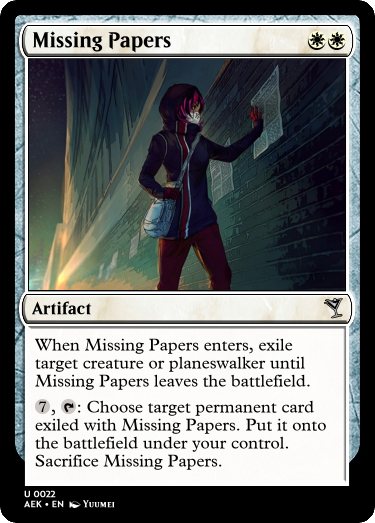 Missing Papers
Artifact
When Missing Papers enters, exile
target creature or planeswalker until
Missing Papers leaves the battlefield.
7, : Choose target permanent card
exiled with Missing Papers. Put it onto
the battlefield under your control.
Sacrifice Missing Papers.
U 0022
AEK • EN Yuumei